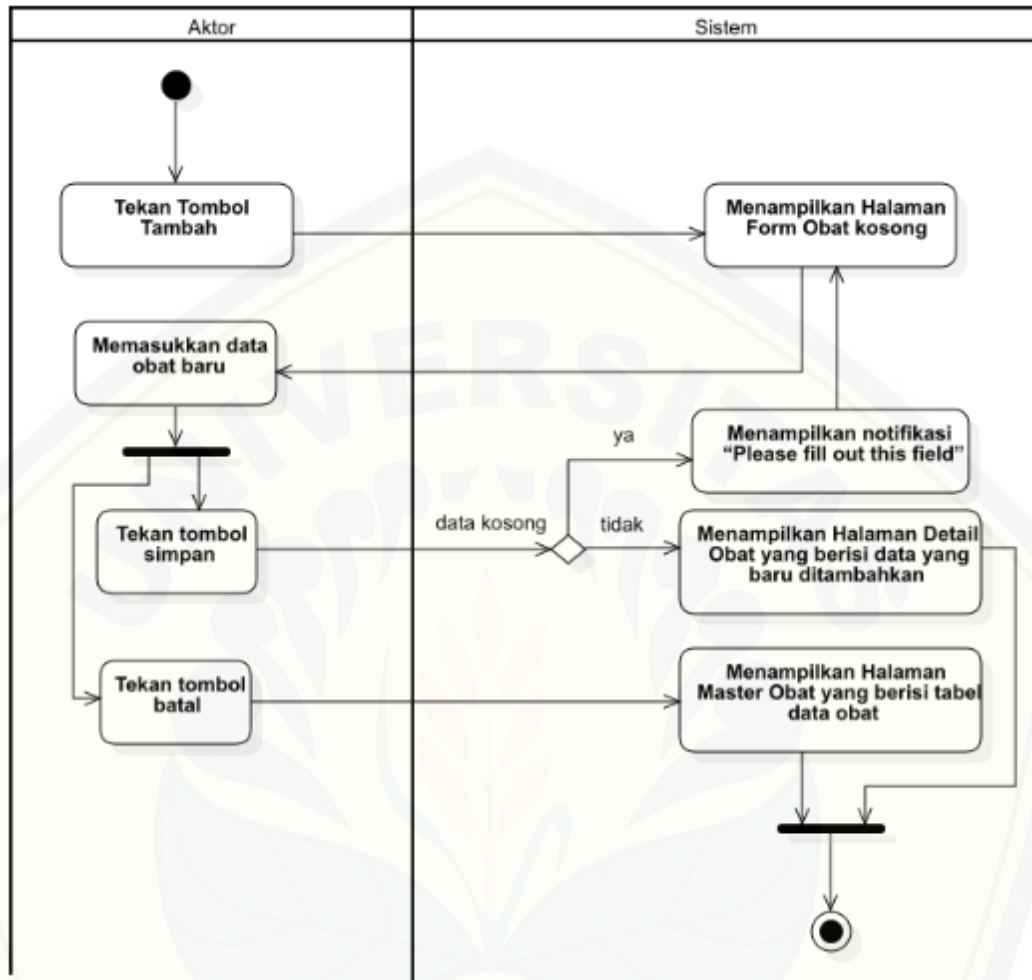 Aktor
Sistem
Tekan Tombol
Tambah
Menampilkan Halaman
Form Obat kosong
Memasukkan data
obat baru
ya
Menampilkan notifikasi
“Please fill out this field”
Tekan tombol
simpan
data kosong
tidak
Menampilkan Halaman Detail
Obat yang berisi data yang
baru ditambahkan
Tekan tombol
batal
Menampilkan Halaman
Master Obat yang berisi tabel
data obat
UNIVERSITAS